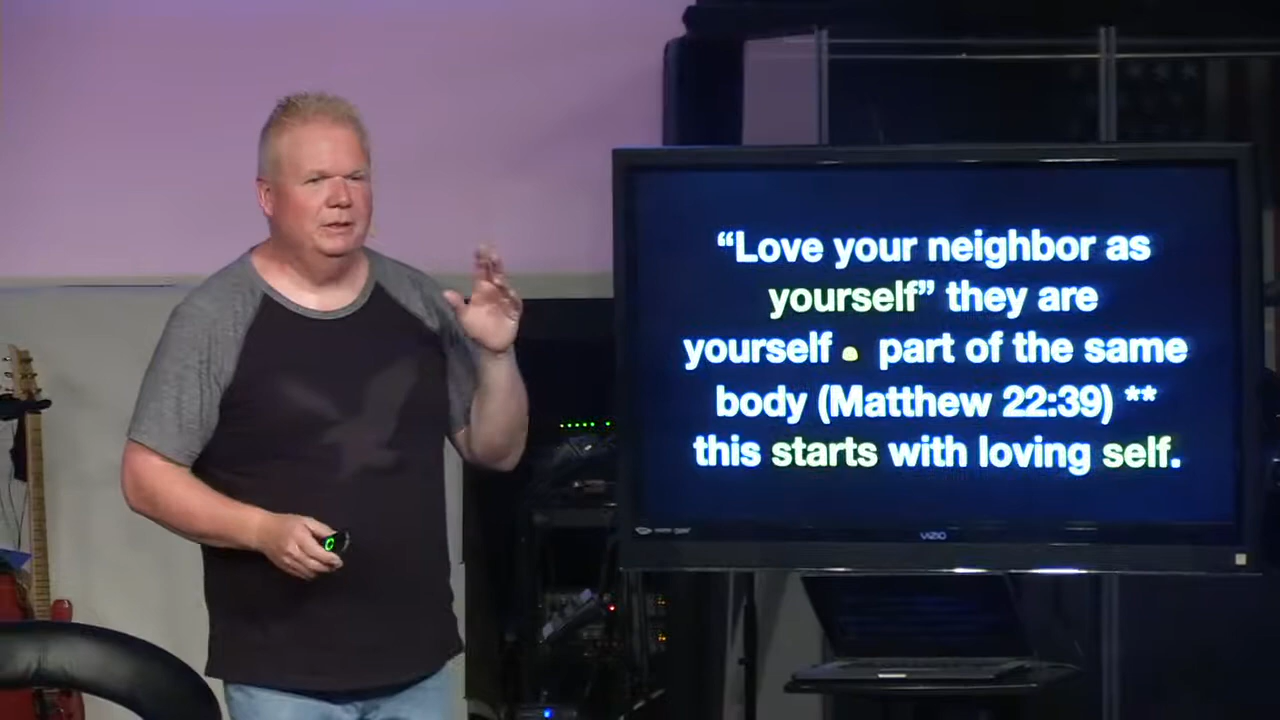 “Love your neighbor as
yourself” they are
yourself . part of the same
body (Matthew 22:39) **
this starts with loving self.
VIZIO